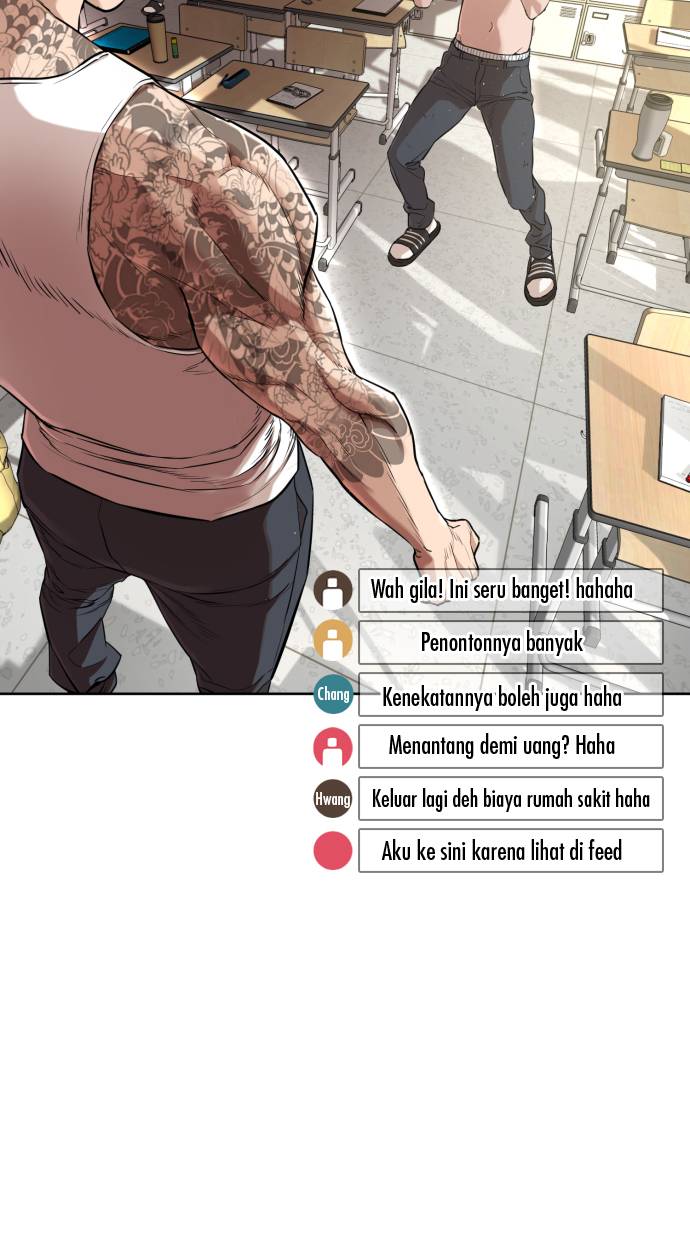 Wah gila! Ini seru banget! hahaha
Penontonnya banyak
Chang
Kenekatannya boleh juga haha
Menantang demi uang? Haha
Hwang
Keluar lagi deh biaya rumah sakit haha
Aku ke sini karena lihat di feed